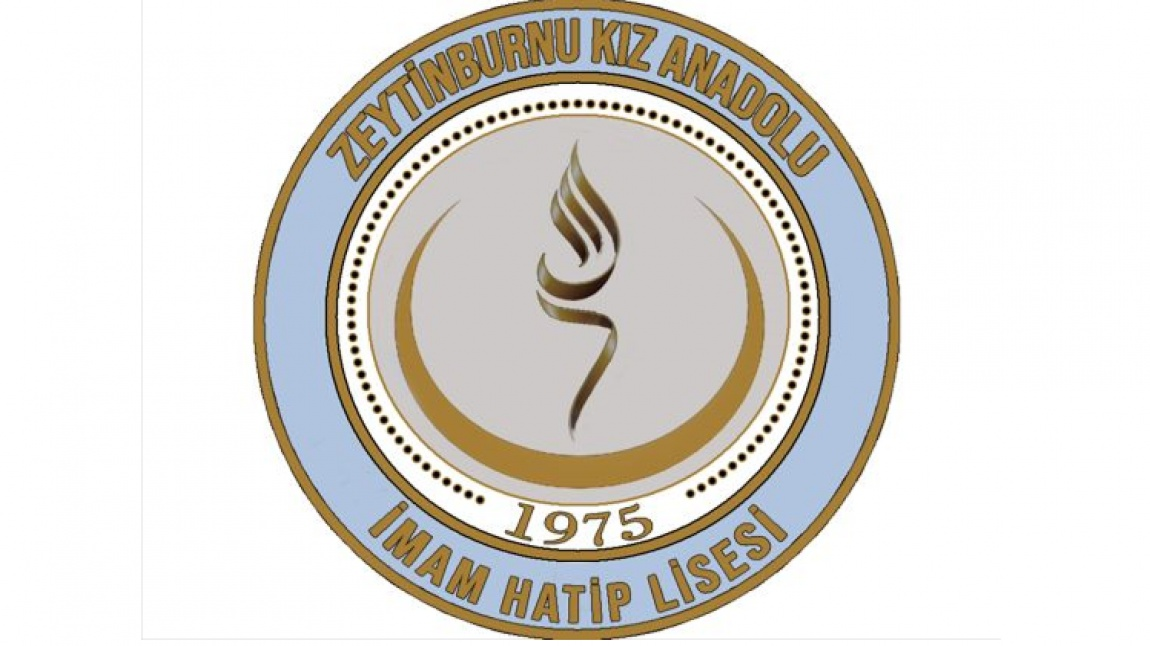 ZEYTİNBURNU KIZ ANADOLU
1975
İMAM HATİP LİSESİ